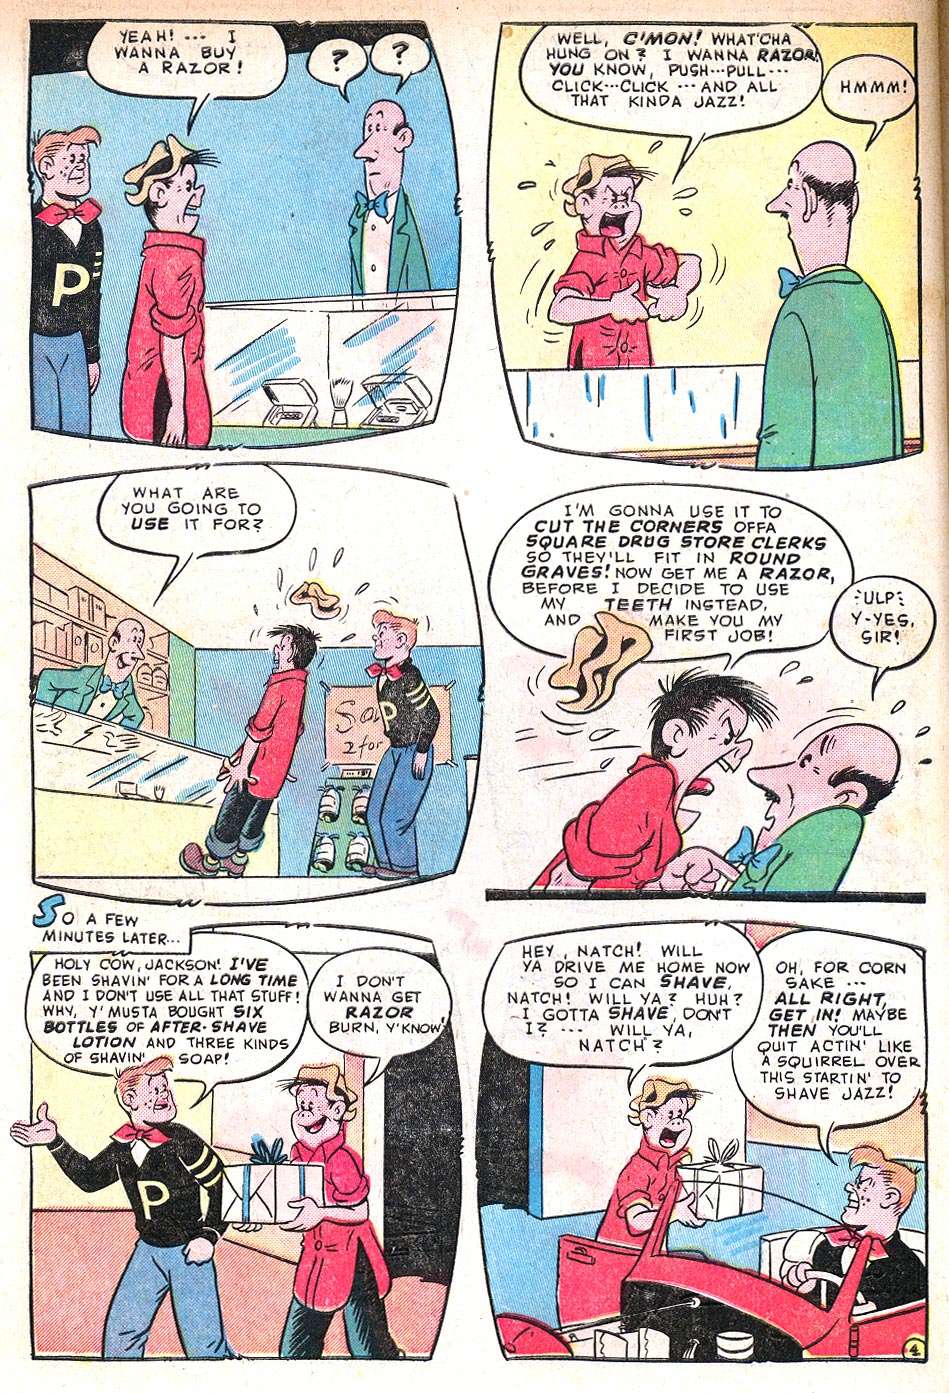 YEAH! --- I
WANNA BUY
A RAZOR!
?
?
P
WELL, C'MON! WHAT'CHA
HUNG ON? I WANNA RAZOR!
YOU KNOW, PUSH---PULL---
CLICK---CLICK --- AND ALL
THAT KINDA JAZZ!
HMMM!
WHAT ARE
YOU GOING TO
USE IT FOR?
P
2 for
I'M GONNA USE IT TO
CUT THE CORNERS OFFA
SQUARE DRUG STORE CLERKS
SO THEY'LL FIT IN ROUND
GRAVES! NOW GET ME A RAZOR,
BEFORE I DECIDE TO USE
MY TEETH INSTEAD,
AND MAKE YOU MY
FIRST JOB!
ULP
Y-YES,
SIR!
SO A FEW
MINUTES LATER...
HOLY COW, JACKSON! I'VE
BEEN SHAVIN' FOR A LONG TIME
AND I DON'T USE ALL THAT STUFF!
WHY, Y'MUSTA BOUGHT SIX
BOTTLES OF AFTER-SHAVE
LOTION AND THREE KINDS
OF SHAVIN' SOAP!
I DON'T
WANNA GET
RAZOR
BURN, Y'KNOW!
P
HEY, NATCH! WILL
YA DRIVE ME HOME NOW
SO I CAN SHAVE,
NATCH! WILL YA? HUH?
I GOTTA SHAVE, DON'T
I? --- WILL YA,
NATCH?
OH, FOR CORN
SAKE ---
ALL RIGHT,
GET IN! MAYBE
THEN YOU'LL
QUIT ACTIN' LIKE
A SQUIRREL OVER
THIS STARTIN' TO
SHAVE JAZZ!
4